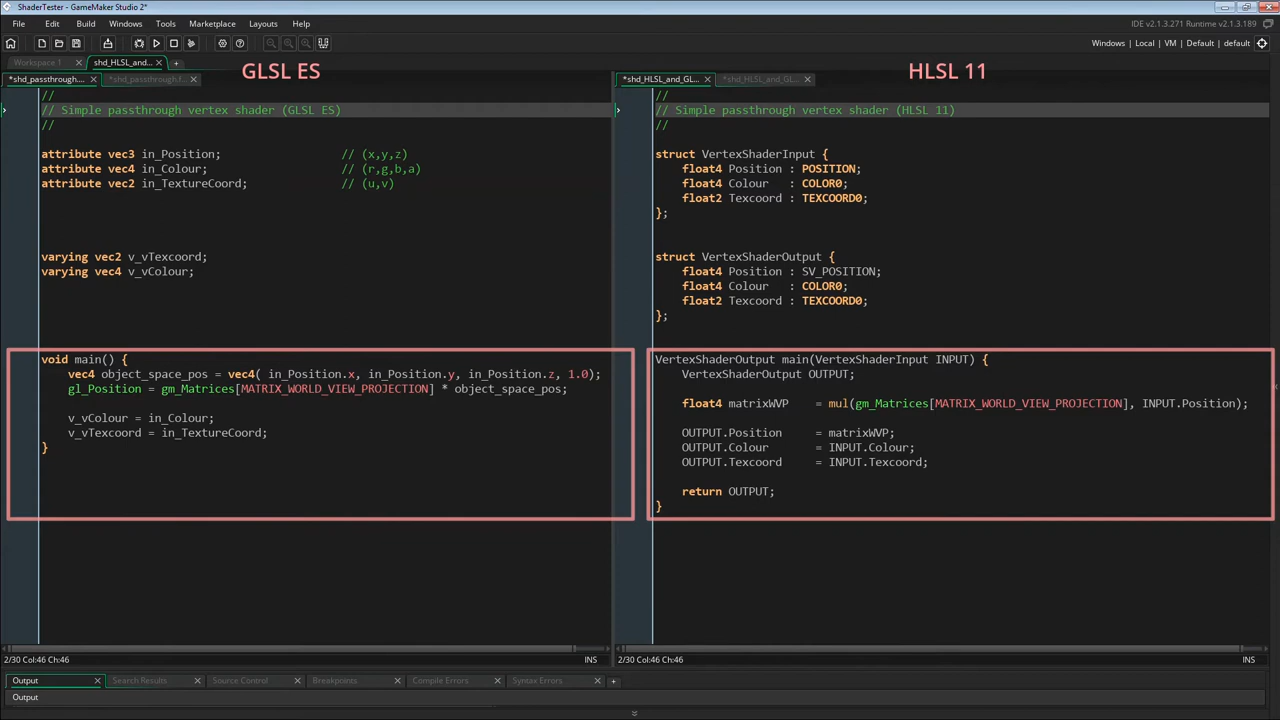 ShaderTester - GameMaker Studio 2*
File Edit Build Windows Tools Marketplace Layouts Help
IDE v2.1.3.271 Runtime v2.1.3.189
Windows | Local | VM | Default | default
Workspace 1 shd_HLSL_and...
GLSL ES
HLSL 11
*shd_passthrough.... *shd_passthrough.f...
*shd_HLSL_and_GL... *shd_HLSL_and_GL...
//
// Simple passthrough vertex shader (GLSL ES)
//
attribute vec3 in_Position; // (x,y,z)
attribute vec4 in_Colour; // (r,g,b,a)
attribute vec2 in_TextureCoord; // (u,v)
varying vec2 v_vTexcoord;
varying vec4 v_vColour;
void main() {
vec4 object_space_pos = vec4( in_Position.x, in_Position.y, in_Position.z, 1.0);
gl_Position = gm_Matrices[MATRIX_WORLD_VIEW_PROJECTION] * object_space_pos;
v_vColour = in_Colour;
v_vTexcoord = in_TextureCoord;
}
2/30 Col:46 Ch:46 INS
//
// Simple passthrough vertex shader (HLSL 11)
//
struct VertexShaderInput {
float4 Position : POSITION;
float4 Colour : COLOR0;
float2 Texcoord : TEXCOORD0;
};
struct VertexShaderOutput {
float4 Position : SV_POSITION;
float4 Colour : COLOR0;
float2 Texcoord : TEXCOORD0;
};
VertexShaderOutput main(VertexShaderInput INPUT) {
VertexShaderOutput OUTPUT;
float4 matrixWVP = mul(gm_Matrices[MATRIX_WORLD_VIEW_PROJECTION], INPUT.Position);
OUTPUT.Position = matrixWVP;
OUTPUT.Colour = INPUT.Colour;
OUTPUT.Texcoord = INPUT.Texcoord;
return OUTPUT;
}
2/30 Col:46 Ch:46 INS
Output Search Results Source Control Breakpoints Compile Errors Syntax Errors
Output